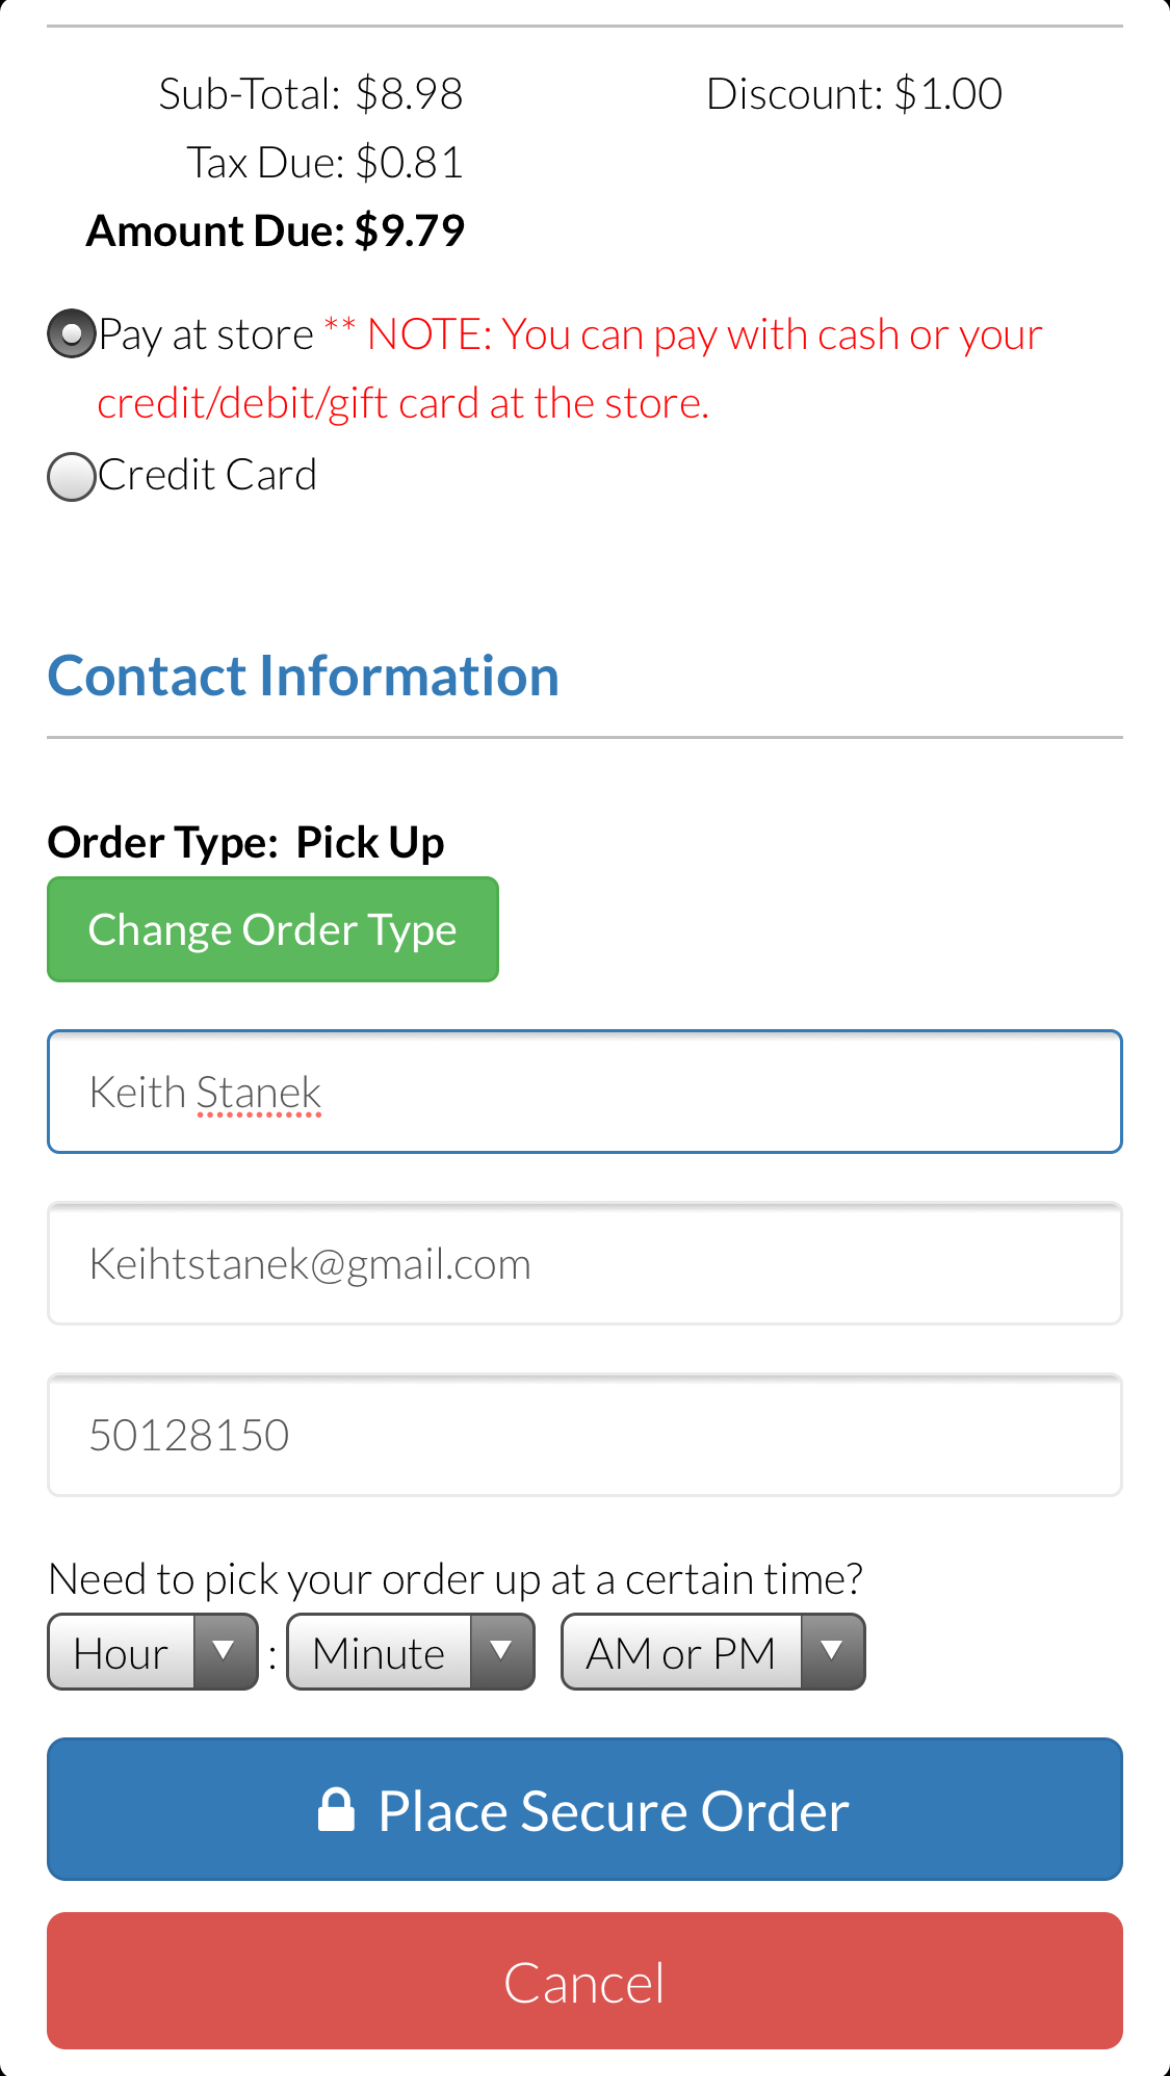 Sub-Total: $8.98 Discount: $1.00
Tax Due: $0.81
Amount Due: $9.79
Pay at store ** NOTE: You can pay with cash or your
credit/debit/gift card at the store.
Credit Card
Contact Information
Order Type: Pick Up
Change Order Type
Keith Stanek
Keihtstanek@gmail.com
50128150
Need to pick your order up at a certain time?
Hour : Minute AM or PM
Place Secure Order
Cancel